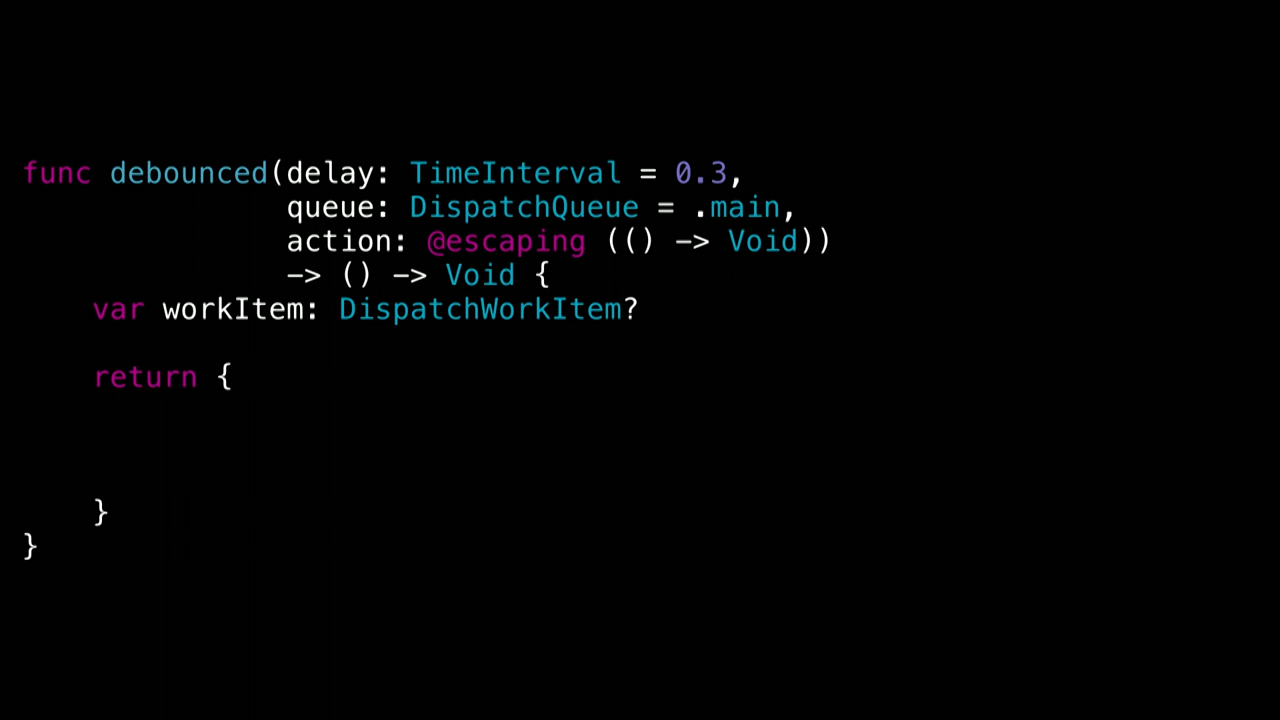 func debounced(delay: TimeInterval = 0.3,
               queue: DispatchQueue = .main,
               action: @escaping (() -> Void))
               -> () -> Void {
    var workItem: DispatchWorkItem?
    return {
    }
}